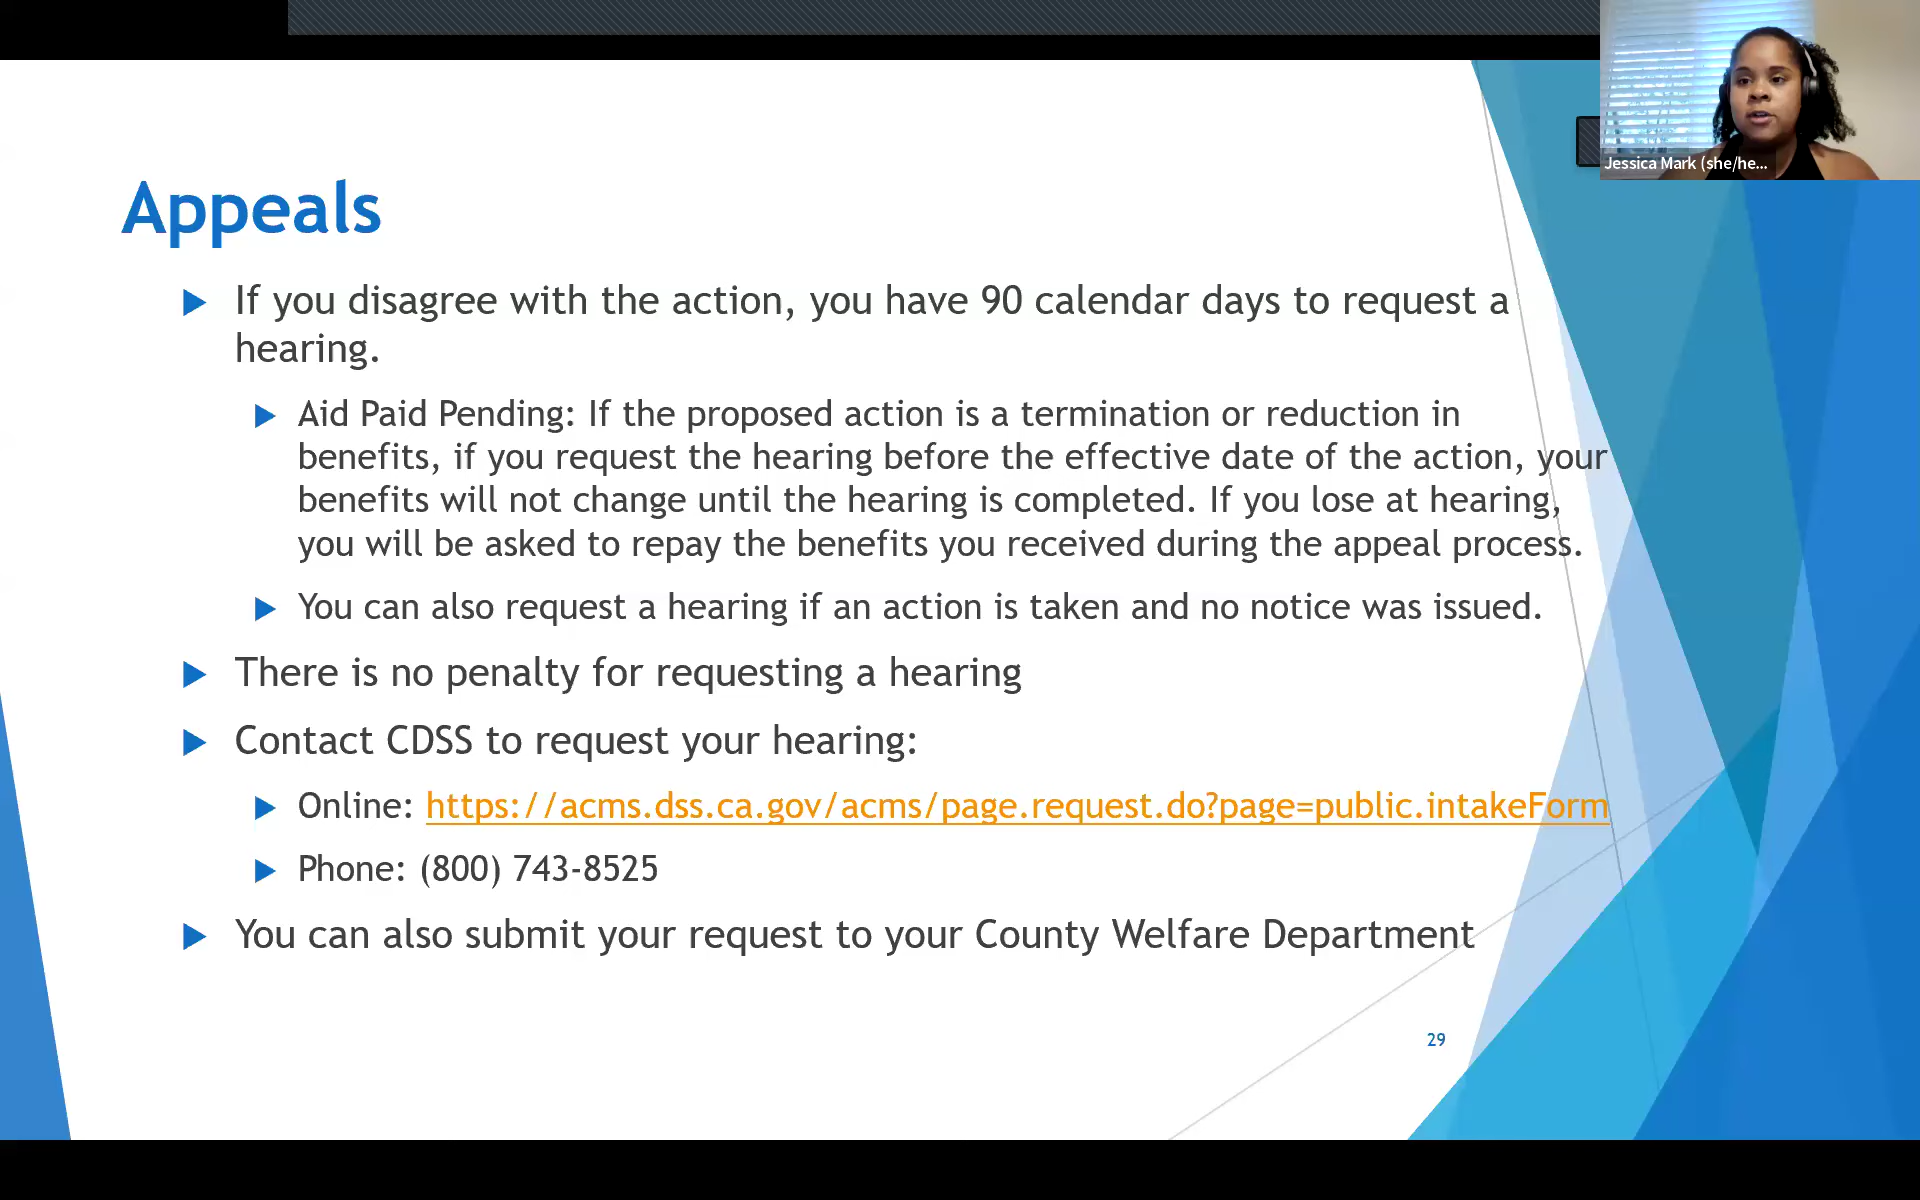 Jessica Mark (she/he...
Appeals
If you disagree with the action, you have 90 calendar days to request a
hearing.
Aid Paid Pending: If the proposed action is a termination or reduction in
benefits, if you request the hearing before the effective date of the action, your
benefits will not change until the hearing is completed. If you lose at hearing,
you will be asked to repay the benefits you received during the appeal process.
You can also request a hearing if an action is taken and no notice was issued.
There is no penalty for requesting a hearing
Contact CDSS to request your hearing:
Online: https://acms.dss.ca.gov/acms/page.request.do?page=public.intakeForm
Phone: (800) 743-8525
You can also submit your request to your County Welfare Department
29